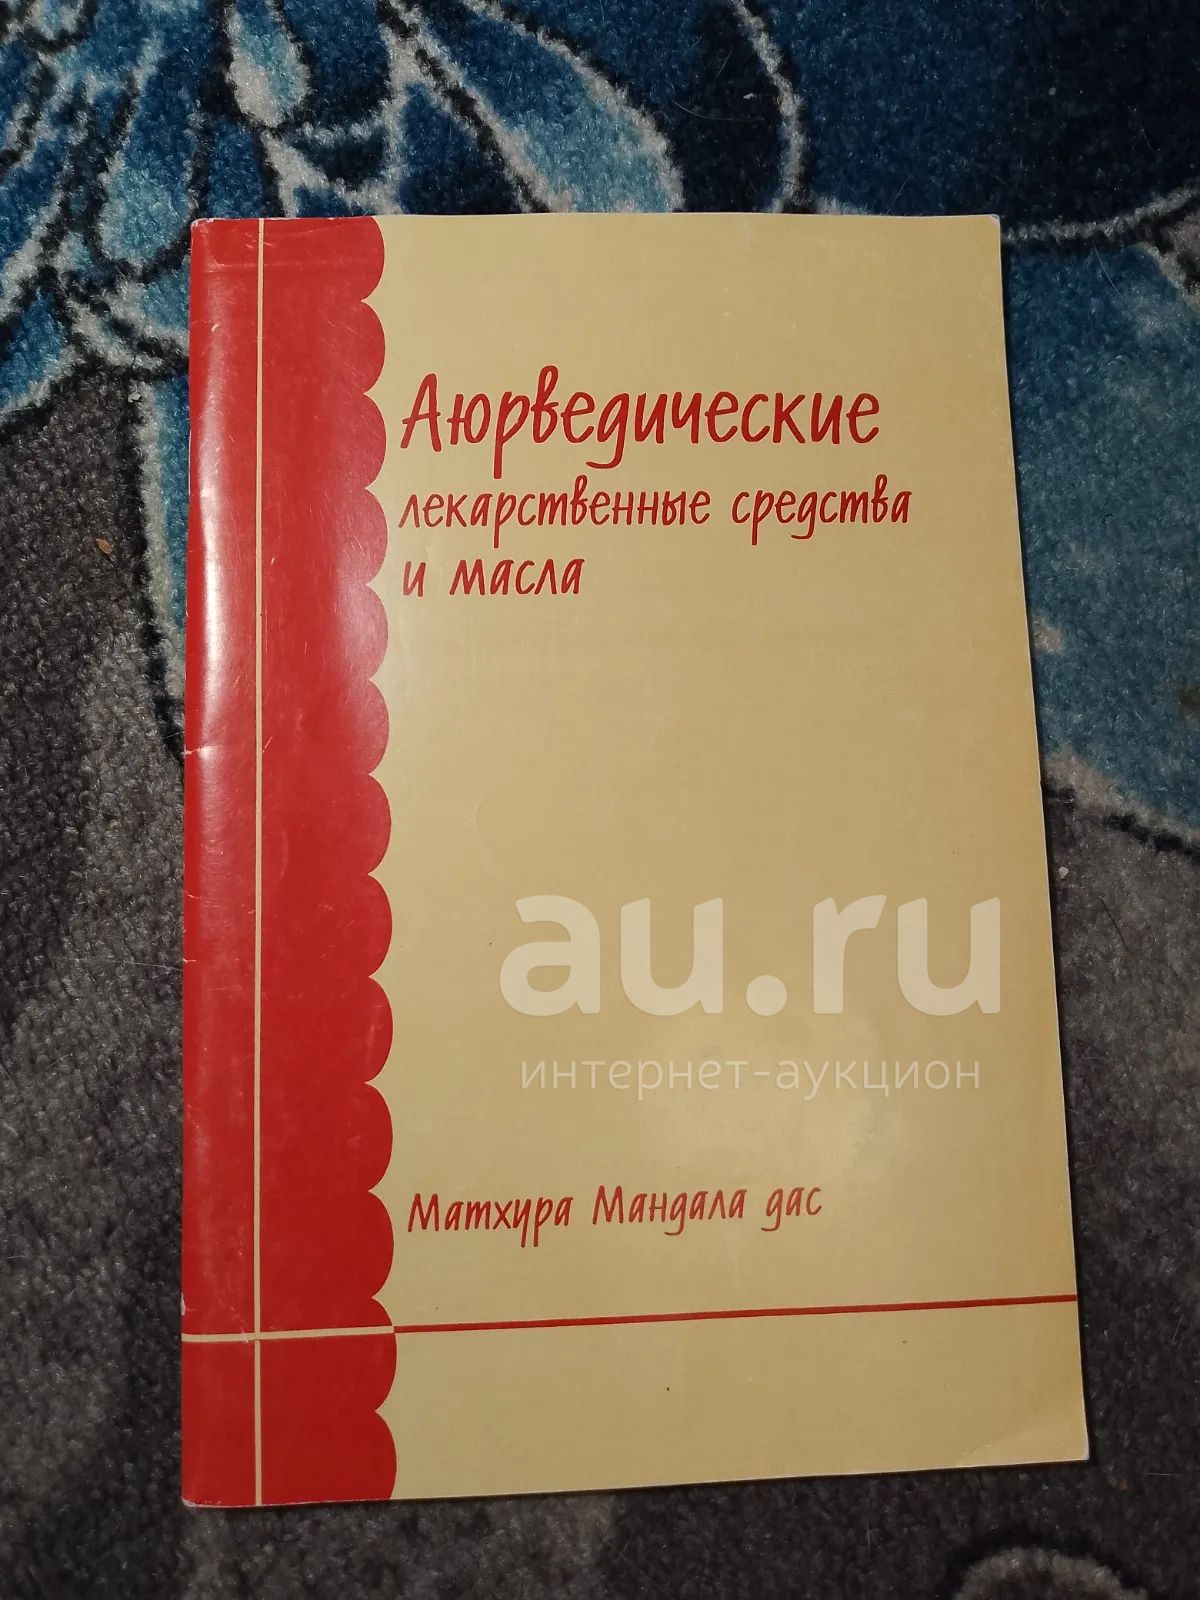 Аюрведические
лекарственные средства
и масла
au.ru
интернет-аукцион
Матхура Мандала дас